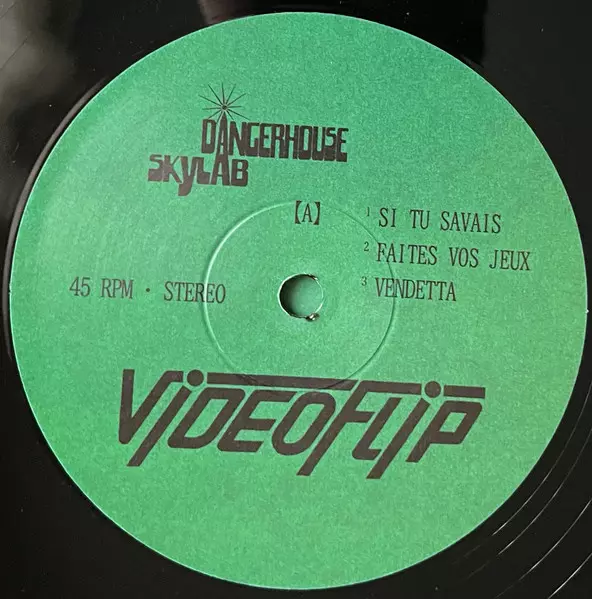 DANGERHOUSE
SKYLAB
【A】
1 SI TU SAVAIS
2 FAITES VOS JEUX
3 VENDETTA
45 RPM · STEREO
VIDEOFLIP